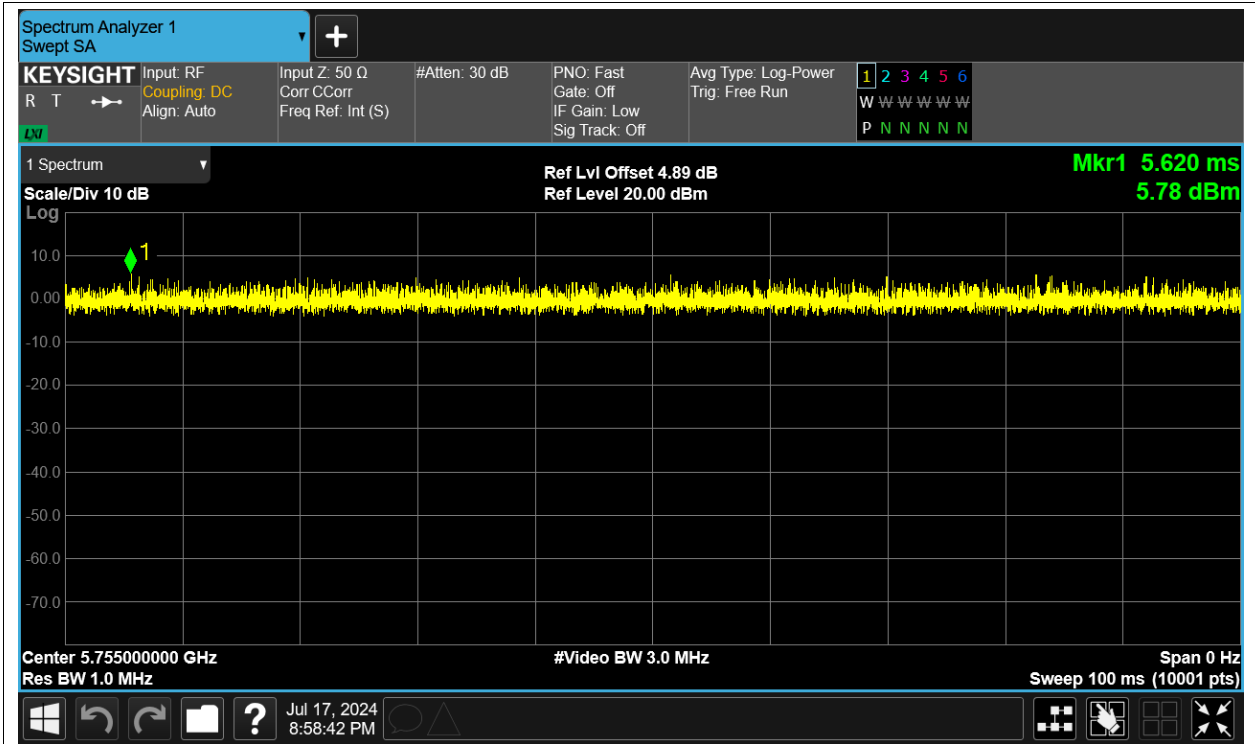 Spectrum Analyzer 1
Swept SA
KEYSIGHT
R T
LXI
Input: RF
Coupling: DC
Align: Auto
Input Z: 50 Ω
Corr CCorr
Freq Ref: Int (S)
#Atten: 30 dB
PNO: Fast
Gate: Off
IF Gain: Low
Sig Track: Off
Avg Type: Log-Power
Trig: Free Run
1 2 3 4 5 6
W W W W W W
P N N N N N
1 Spectrum
Scale/Div 10 dB
Log
Ref Lvl Offset 4.89 dB
Ref Level 20.00 dBm
Mkr1 5.620 ms
5.78 dBm
1
10.0
0.00
-10.0
-20.0
-30.0
-40.0
-50.0
-60.0
-70.0
Center 5.755000000 GHz
Res BW 1.0 MHz
#Video BW 3.0 MHz
Span 0 Hz
Sweep 100 ms (10001 pts)
?
Jul 17, 2024
8:58:42 PM